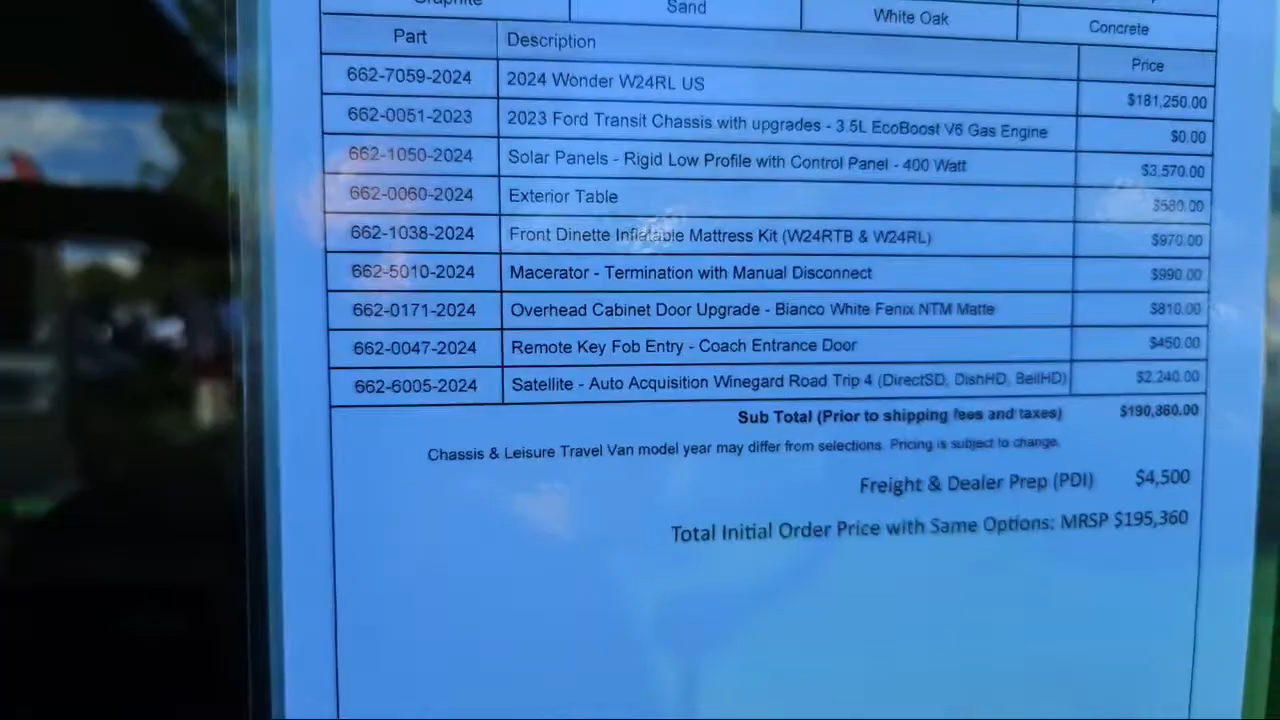 Graphite Sand White Oak Concrete
Part Description Price
662-7059-2024 2024 Wonder W24RL US $181,250.00
662-0051-2023 2023 Ford Transit Chassis with upgrades - 3.5L EcoBoost V6 Gas Engine $0.00
662-1050-2024 Solar Panels - Rigid Low Profile with Control Panel - 400 Watt $3,570.00
662-0060-2024 Exterior Table $580.00
662-1038-2024 Front Dinette Inflatable Mattress Kit (W24RTB & W24RL) $970.00
662-5010-2024 Macerator - Termination with Manual Disconnect $990.00
662-0171-2024 Overhead Cabinet Door Upgrade - Bianco White Fenix NTM Matte $810.00
662-0047-2024 Remote Key Fob Entry - Coach Entrance Door $450.00
662-6005-2024 Satellite - Auto Acquisition Winegard Road Trip 4 (DirectSD, DishHD, BellHD) $2,240.00
Sub Total (Prior to shipping fees and taxes) $190,860.00
Chassis & Leisure Travel Van model year may differ from selections. Pricing is subject to change.
Freight & Dealer Prep (PDI) $4,500
Total Initial Order Price with Same Options: MRSP $195,360